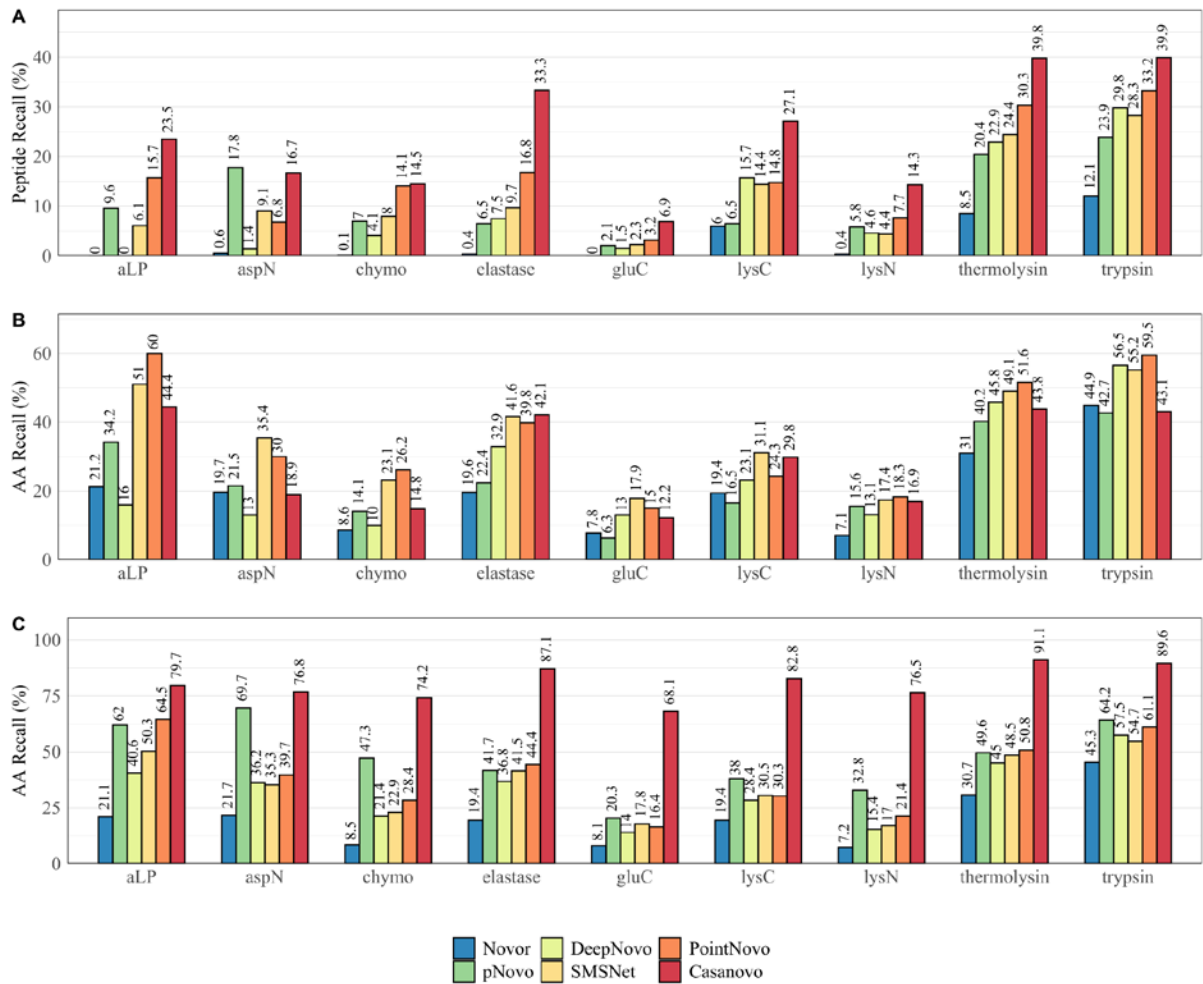 A
Peptide Recall (%)
40
30
20
10
0
0 9.6 0 6.1 15.7 23.5
0.6 17.8 1.4 9.1 6.8 16.7
0.1 7 4.1 8 14.1 14.5
0.4 6.5 7.5 9.7 16.8 33.3
0 2.1 1.5 2.3 3.2 6.9
6 6.5 15.7 14.4 14.8 27.1
0.4 5.8 4.6 4.4 7.7 14.3
8.5 20.4 22.9 24.4 30.3 39.8
12.1 23.9 29.8 28.3 33.2 39.9
aLP aspN chymo elastase gluC lysC lysN thermolysin trypsin
B
AA Recall (%)
60
40
20
0
21.2 34.2 16 51 60 44.4
19.7 21.5 13 35.4 30 18.9
8.6 14.1 10 23.1 26.2 14.8
19.6 22.4 32.9 41.6 39.8 42.1
7.8 6.3 13 17.9 15 12.2
19.4 16.5 23.1 31.1 24.3 29.8
7.1 15.6 13.1 17.4 18.3 16.9
31 40.2 45.8 49.1 51.6 43.8
44.9 42.7 56.5 55.2 59.5 43.1
aLP aspN chymo elastase gluC lysC lysN thermolysin trypsin
C
AA Recall (%)
100
75
50
25
0
21.1 62 40.6 50.3 64.5 79.7
21.7 69.7 36.2 35.3 39.7 76.8
8.5 47.3 21.4 22.9 28.4 74.2
19.4 41.7 36.8 41.5 44.4 87.1
8.1 20.3 14 17.8 16.4 68.1
19.4 38 28.4 30.5 30.3 82.8
7.2 32.8 15.4 17 21.4 76.5
30.7 49.6 45 48.5 50.8 91.1
45.3 64.2 57.5 54.7 61.1 89.6
aLP aspN chymo elastase gluC lysC lysN thermolysin trypsin
Novor DeepNovo PointNovo
pNovo SMSNet Casanovo